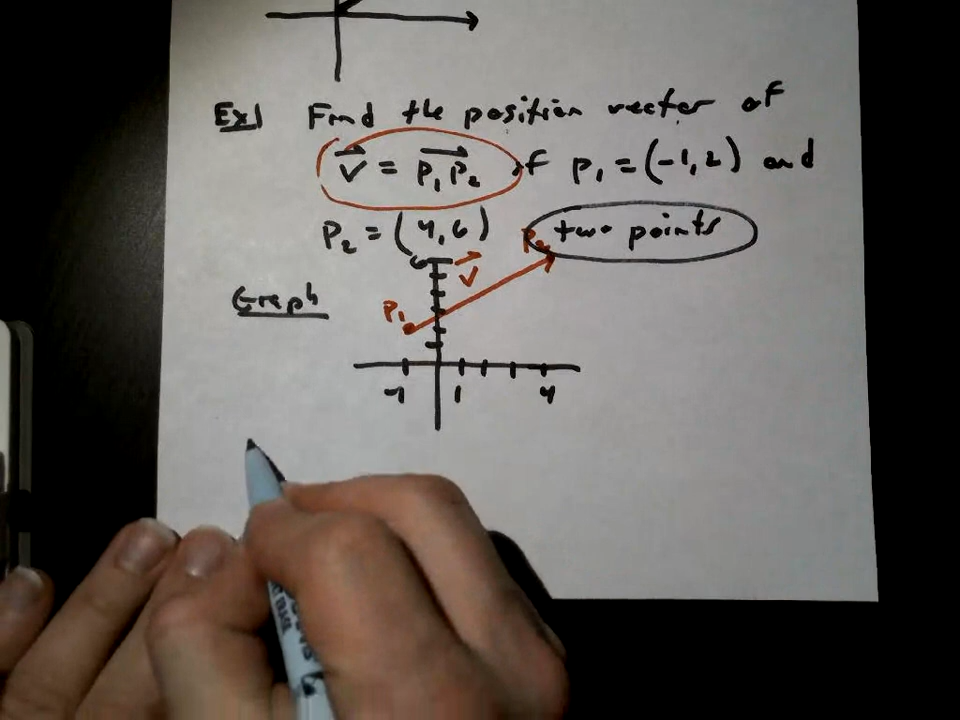 Ex1 Find the position vector of
V = P₁P₂ if P₁ = (-1,2) and
P₂ = (4,6) two points
6 V P₂
Graph
P₁
-1 1 4